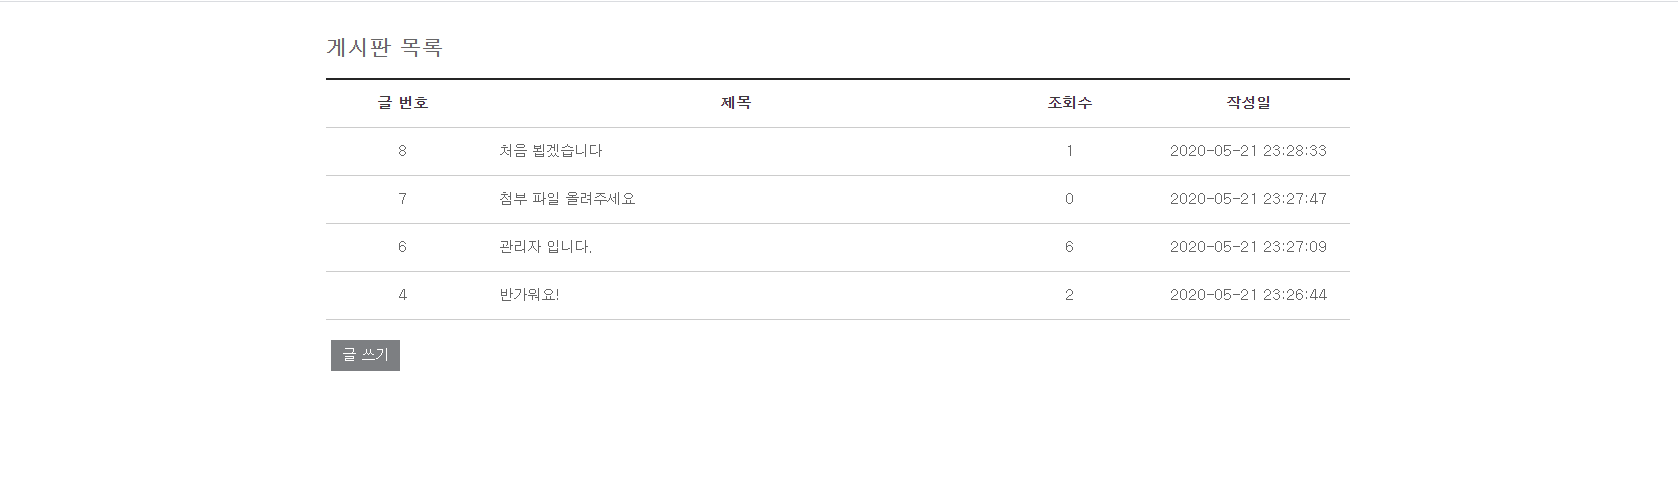 게시판 목록
글 번호 제목 조회수 작성일
8 처음 뵙겠습니다 1 2020-05-21 23:28:33
7 첨부 파일 올려주세요 0 2020-05-21 23:27:47
6 관리자 입니다. 6 2020-05-21 23:27:09
4 반가워요! 2 2020-05-21 23:26:44
글 쓰기